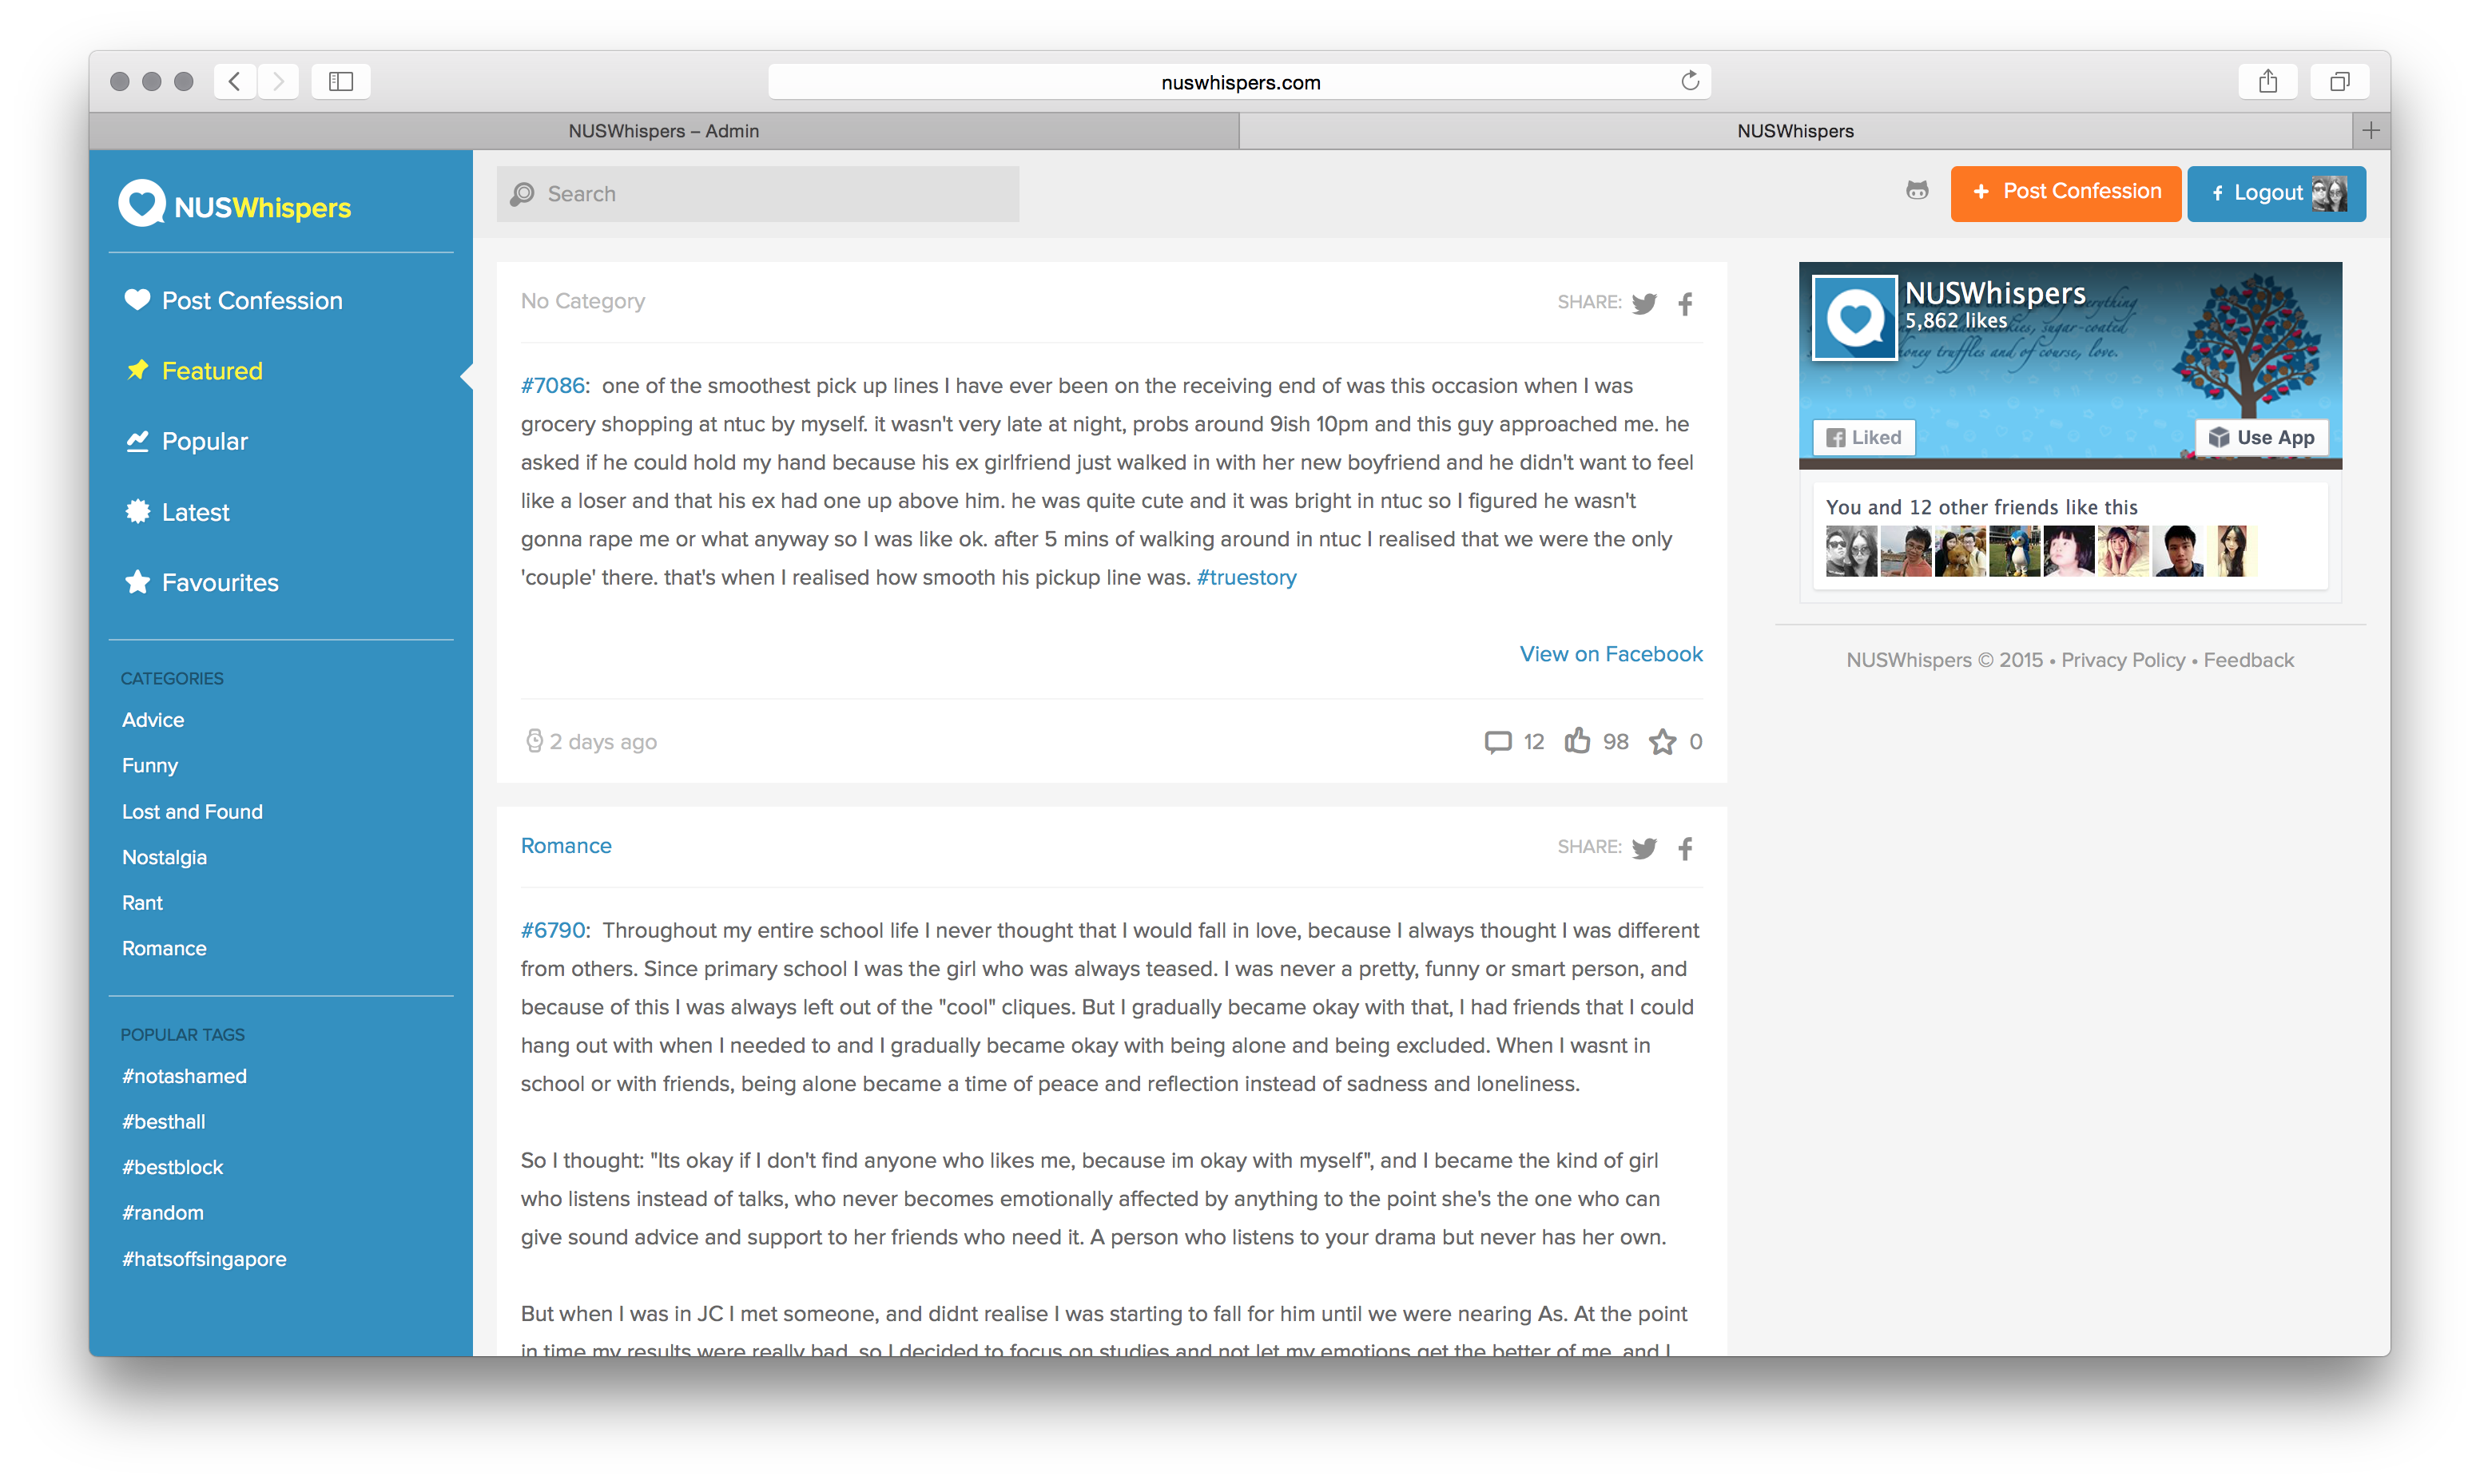 nuswhispers.com
NUSWhispers – Admin
NUSWhispers
NUSWhispers
Search
Post Confession
Logout
Post Confession
Featured
Popular
Latest
Favourites
CATEGORIES
Advice
Funny
Lost and Found
Nostalgia
Rant
Romance
POPULAR TAGS
#notashamed
#besthall
#bestblock
#random
#hatsoffsingapore
No Category
SHARE:
#7086: one of the smoothest pick up lines I have ever been on the receiving end of was this occasion when I was
grocery shopping at ntuc by myself. it wasn't very late at night, probs around 9ish 10pm and this guy approached me. he
asked if he could hold my hand because his ex girlfriend just walked in with her new boyfriend and he didn't want to feel
like a loser and that his ex had one up above him. he was quite cute and it was bright in ntuc so I figured he wasn't
gonna rape me or what anyway so I was like ok. after 5 mins of walking around in ntuc I realised that we were the only
'couple' there. that's when I realised how smooth his pickup line was. #truestory
View on Facebook
2 days ago
12
98
0
Romance
SHARE:
#6790: Throughout my entire school life I never thought that I would fall in love, because I always thought I was different
from others. Since primary school I was the girl who was always teased. I was never a pretty, funny or smart person, and
because of this I was always left out of the "cool" cliques. But I gradually became okay with that, I had friends that I could
hang out with when I needed to and I gradually became okay with being alone and being excluded. When I wasnt in
school or with friends, being alone became a time of peace and reflection instead of sadness and loneliness.
So I thought: "Its okay if I don't find anyone who likes me, because im okay with myself", and I became the kind of girl
who listens instead of talks, who never becomes emotionally affected by anything to the point she's the one who can
give sound advice and support to her friends who need it. A person who listens to your drama but never has her own.
But when I was in JC I met someone, and didnt realise I was starting to fall for him until we were nearing As. At the point
in time my results were really bad, so I decided to focus on studies and not let my emotions get the better of me, and I
NUSWhispers
5,862 likes
everything
cookies, sugar-coated
honey truffles and of course, love.
Liked
Use App
You and 12 other friends like this
NUSWhispers © 2015 • Privacy Policy • Feedback